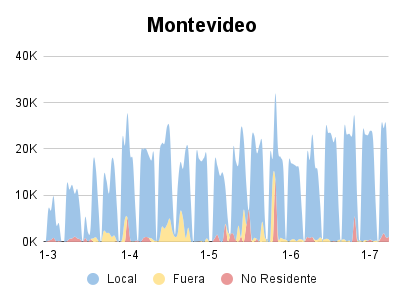 Montevideo
40K
30K
20K
10K
0K
1-3 1-4 1-5 1-6 1-7
Local Fuera No Residente